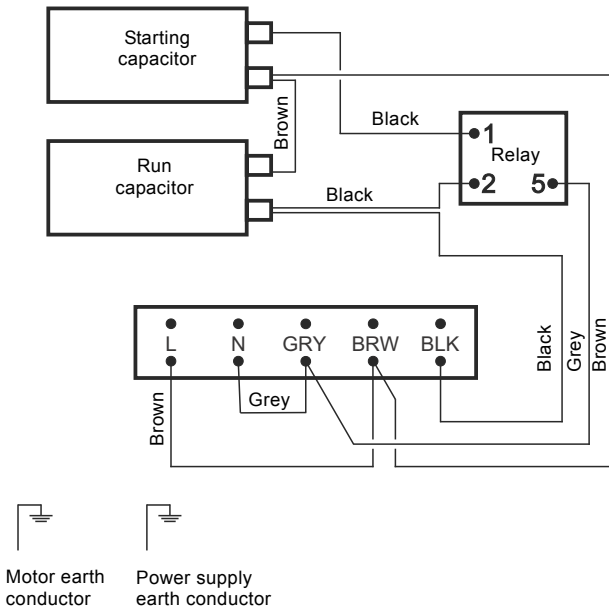 Starting
capacitor
Brown
Black
1
Relay
2 5
Run
capacitor
Black
L N GRY BRW BLK
Grey
Brown
Black
Grey
Brown
Motor earth
conductor
Power supply
earth conductor